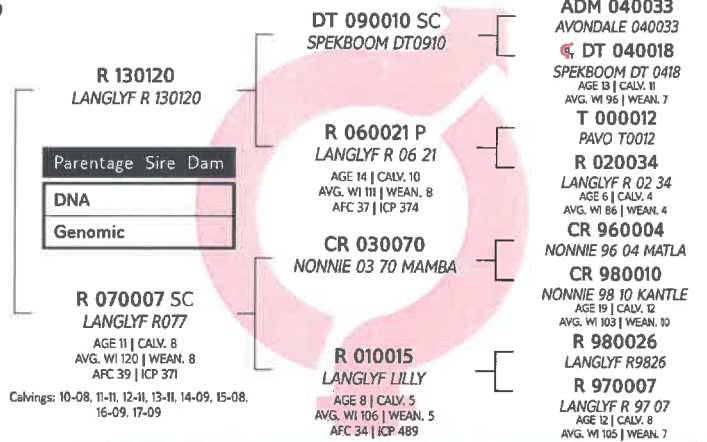 R 130120
LANGLYF R 130120
Parentage Sire Dam
DNA
Genomic
R 070007 SC
LANGLYF R077
AGE 11 | CALV. 8
AVG. WI 120 | WEAN. 8
AFC 39 | ICP 371
Calvings: 10-08, 11-11, 12-11, 13-11, 14-09, 15-08,
16-09, 17-09
DT 090010 SC
SPEKBOOM DT0910
R 060021 P
LANGLYF R 06 21
AGE 14 | CALV. 10
AVG. WI 111 | WEAN. 8
AFC 37 | ICP 374
CR 030070
NONNIE 03 70 MAMBA
R 010015
LANGLYF LILLY
AGE 8 | CALV. 5
AVG. WI 106 | WEAN. 5
AFC 34 | ICP 489
ADM 040033
AVONDALE 040033
DT 040018
SPEKBOOM DT 0418
AGE 13 | CALV. 11
AVG. WI 96 | WEAN. 7
T 000012
PAVO T0012
R 020034
LANGLYF R 02 34
AGE 6 | CALV. 4
AVG. WI 86 | WEAN. 4
CR 960004
NONNIE 96 04 MATLA
CR 980010
NONNIE 98 10 KANTLE
AGE 19 | CALV. 12
AVG. WI 103 | WEAN. 10
R 980026
LANGLYF R9826
R 970007
LANGLYF R 97 07
AGE 12 | CALV. 8
AVG. WI 105 | WEAN. 7